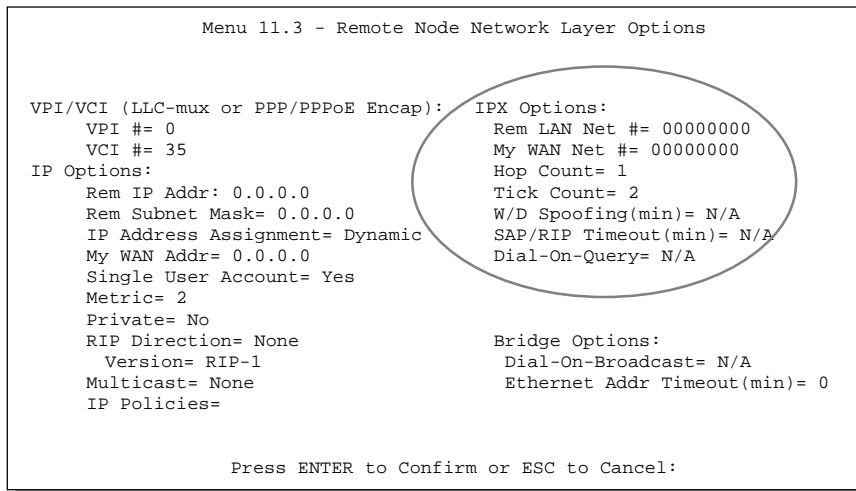 Menu 11.3 - Remote Node Network Layer Options
VPI/VCI (LLC-mux or PPP/PPPoE Encap): IPX Options:
VPI #= 0 Rem LAN Net #= 00000000
VCI #= 35 My WAN Net #= 00000000
IP Options: Hop Count= 1
Rem IP Addr: 0.0.0.0 Tick Count= 2
Rem Subnet Mask= 0.0.0.0 W/D Spoofing(min)= N/A
IP Address Assignment= Dynamic SAP/RIP Timeout(min)= N/A
My WAN Addr= 0.0.0.0 Dial-On-Query= N/A
Single User Account= Yes
Metric= 2
Private= No
RIP Direction= None Bridge Options:
Version= RIP-1 Dial-On-Broadcast= N/A
Multicast= None Ethernet Addr Timeout(min)= 0
IP Policies=
Press ENTER to Confirm or ESC to Cancel: